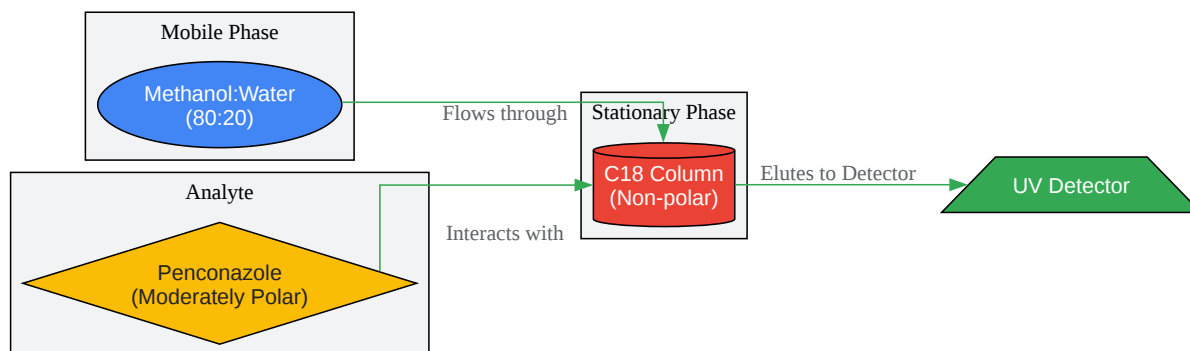 Mobile Phase
Methanol:Water
(80:20)
Flows through
Stationary Phase
C18 Column
(Non-polar)
Elutes to Detector
UV Detector
Analyte
Interacts with
Penconazole
(Moderately Polar)